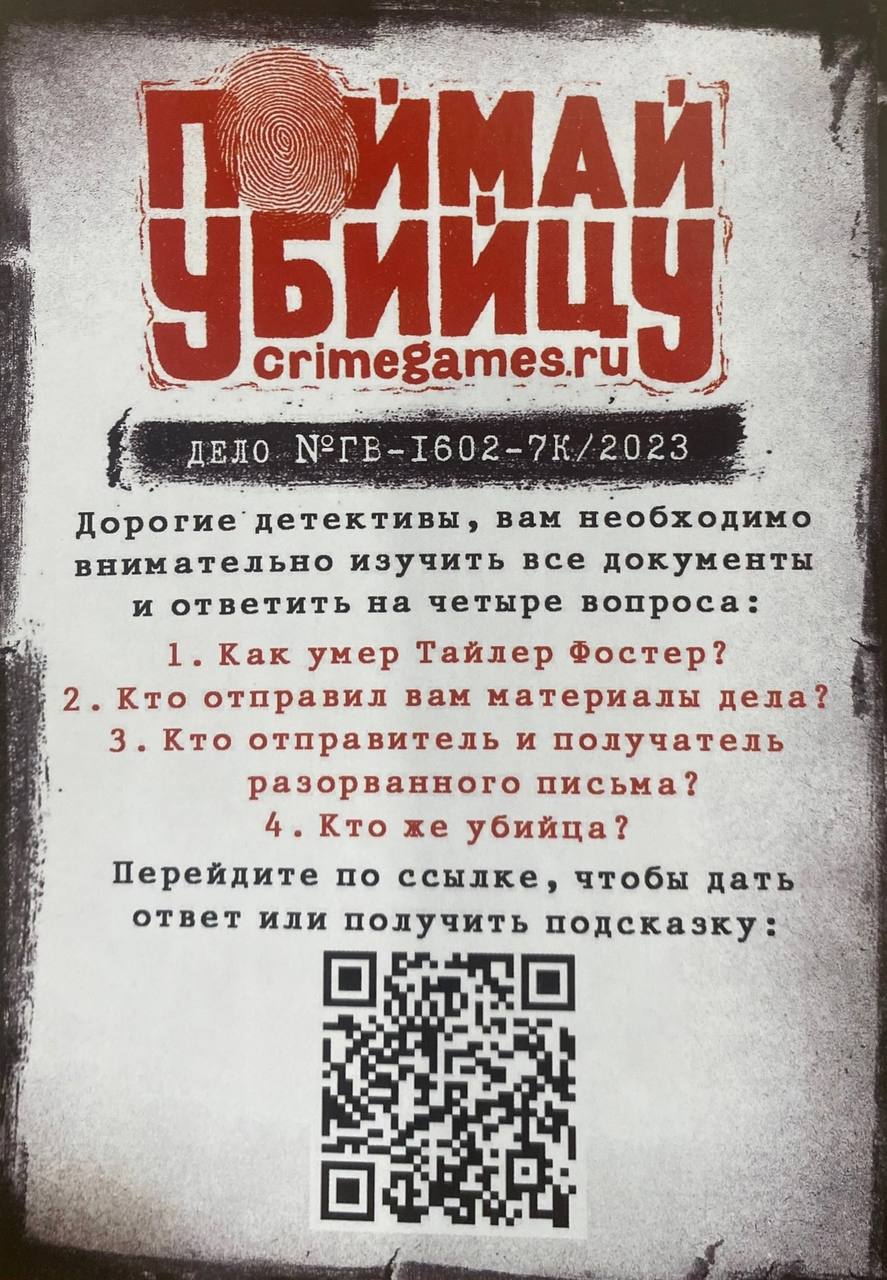 ПОЙМАЙ
УБИЙЦУ
crimegames.ru
ДЕЛО №ГВ-1602-7К/2023
Дорогие детективы, вам необходимо
внимательно изучить все документы
и ответить на четыре вопроса:
1. Как умер Тайлер Фостер?
2. Кто отправил вам материалы дела?
3. Кто отправитель и получатель
разорванного письма?
4. Кто же убийца?
Перейдите по ссылке, чтобы дать
ответ или получить подсказку: